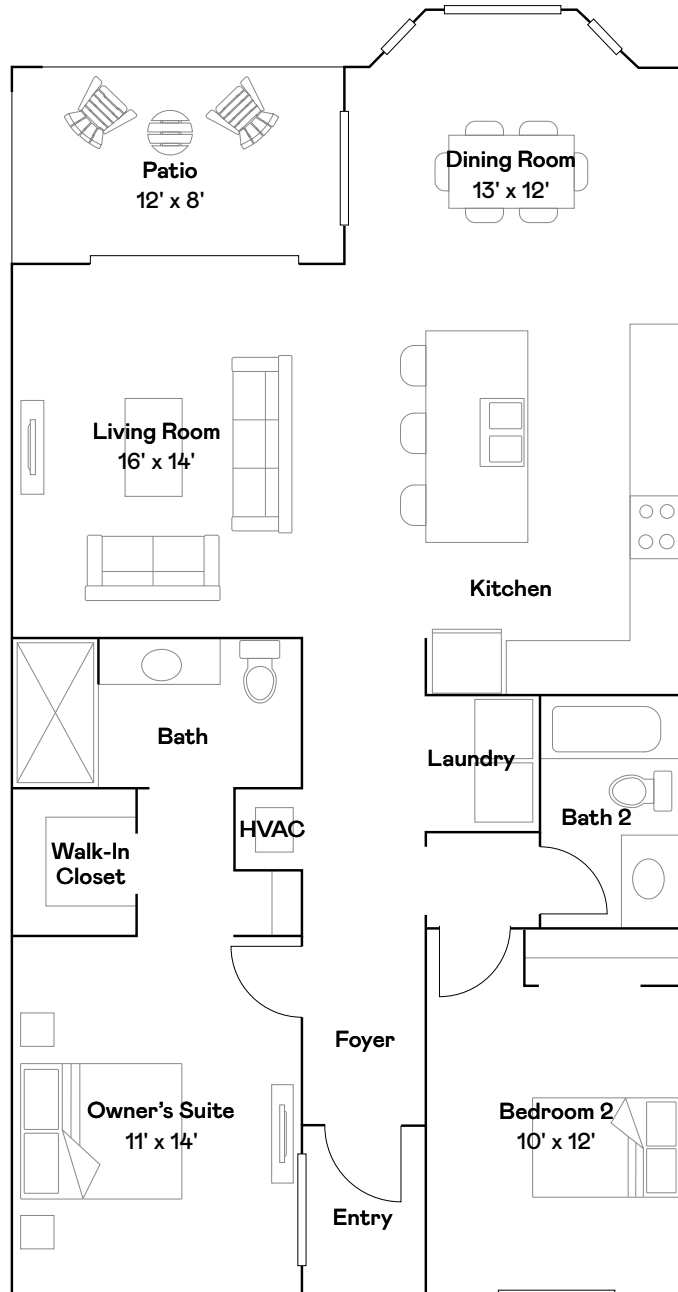 Patio
12' x 8'
Dining Room
13' x 12'
Living Room
16' x 14'
Kitchen
Bath
Laundry
HVAC
Bath 2
Walk-In
Closet
Foyer
Owner’s Suite
11' x 14'
Bedroom 2
10' x 12'
Entry